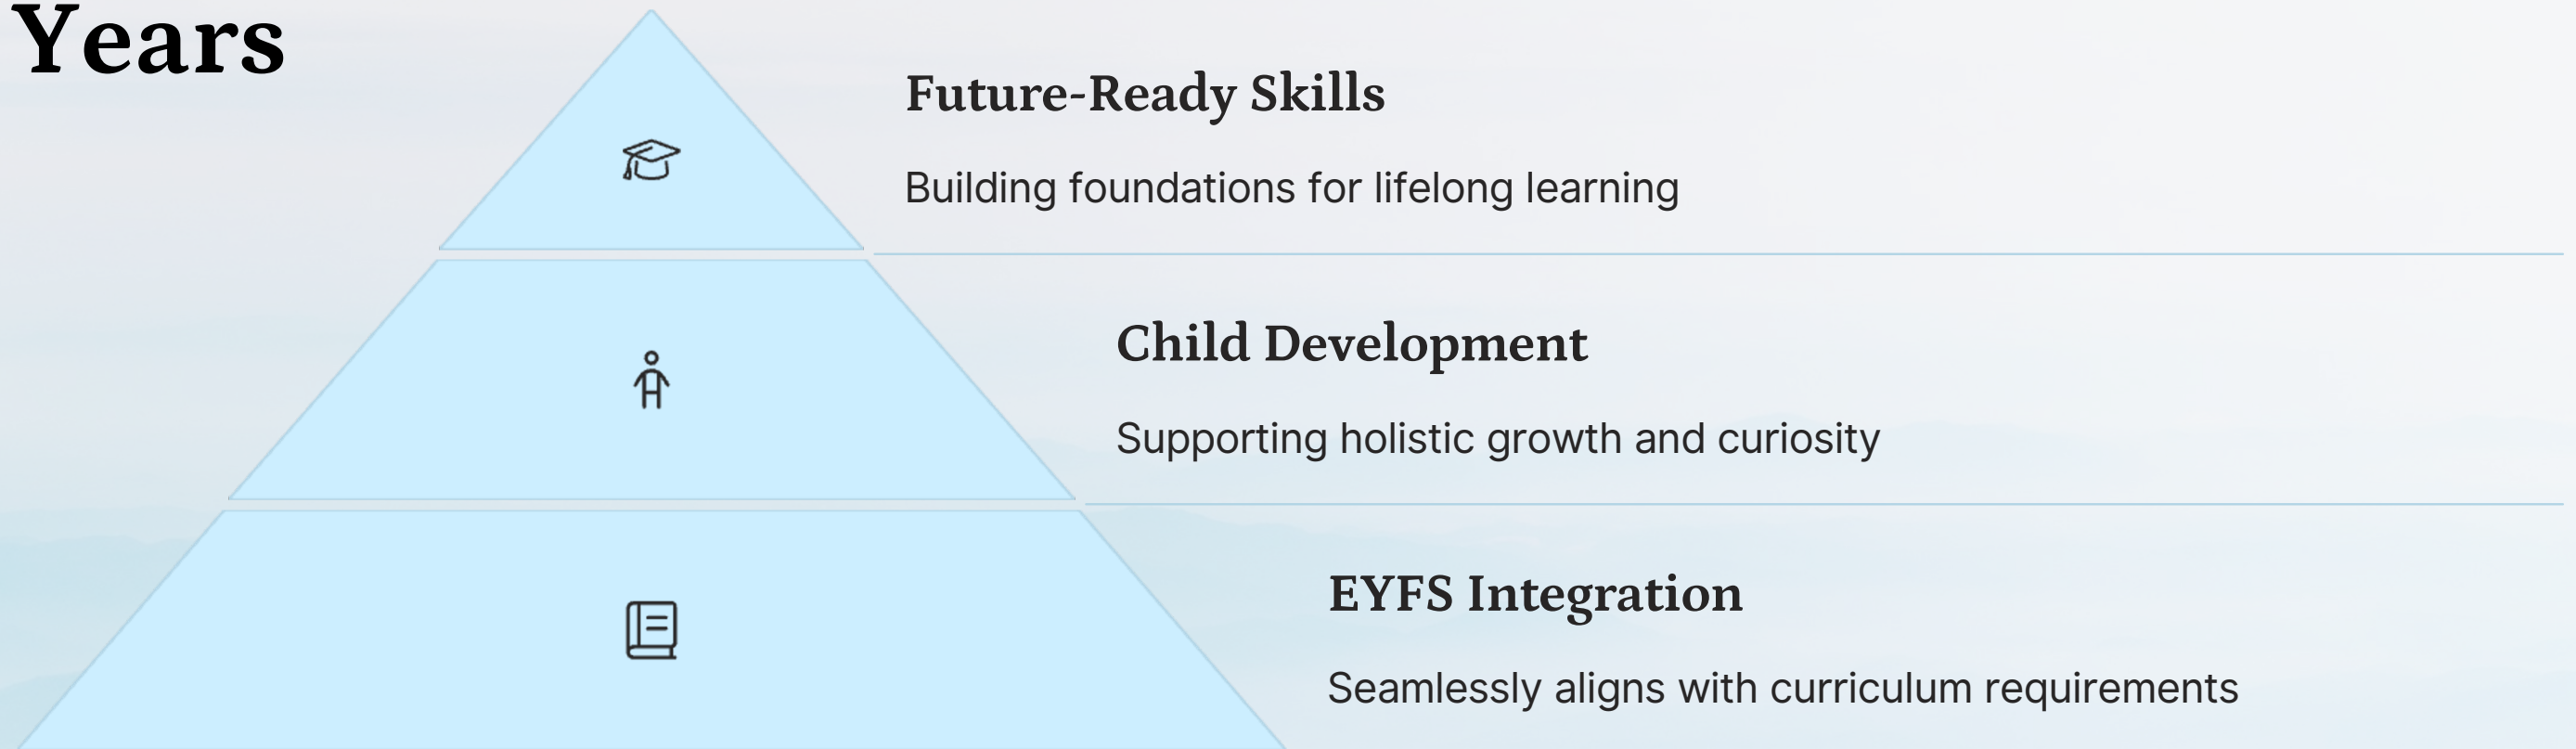 Years
Future-Ready Skills
Building foundations for lifelong learning
Child Development
Supporting holistic growth and curiosity
EYFS Integration
Seamlessly aligns with curriculum requirements